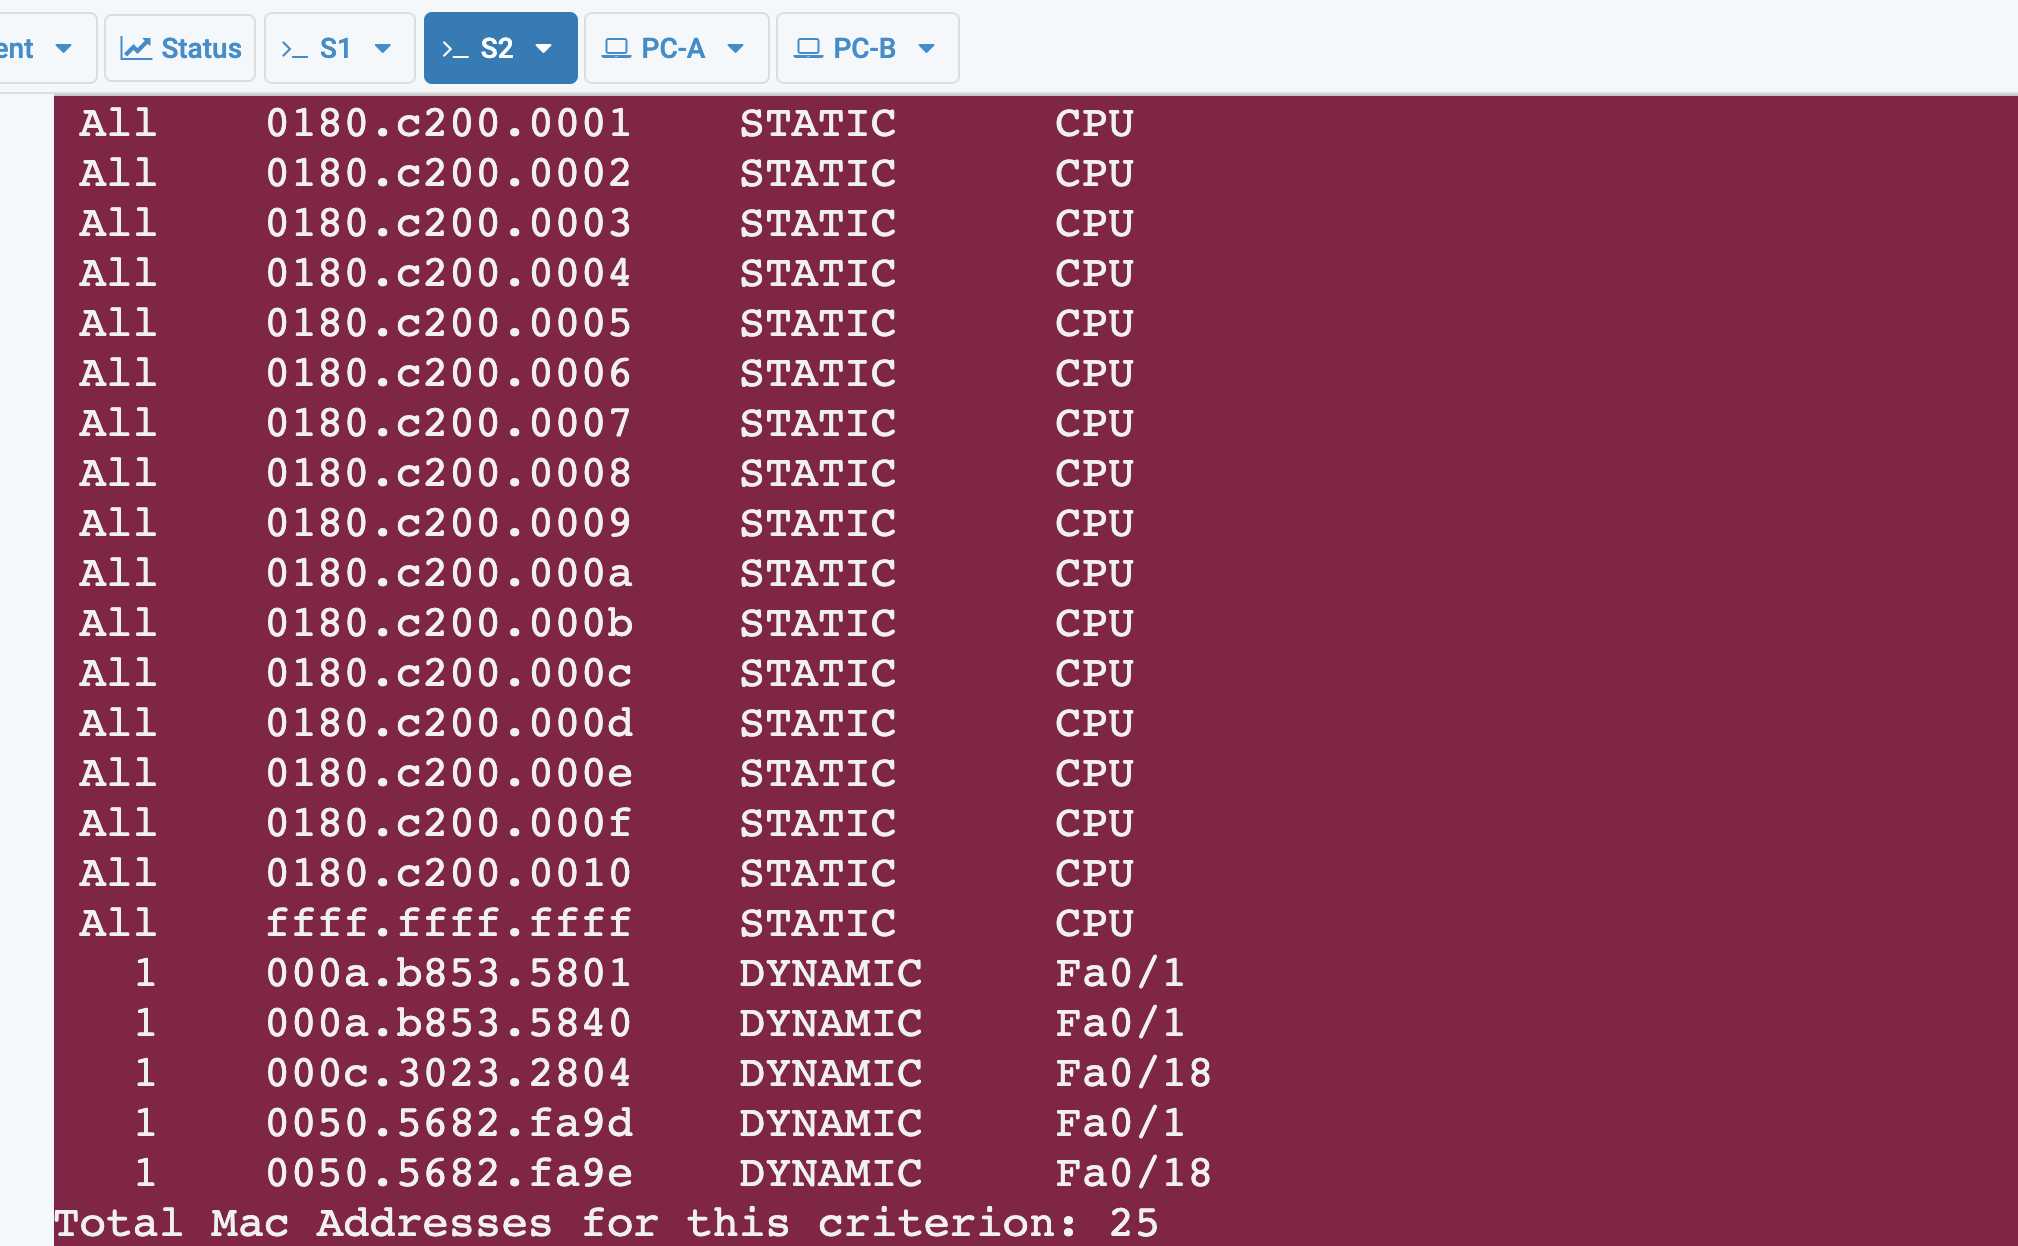 ent Status >_ S1 >_ S2 PC-A PC-B
All 0180.c200.0001 STATIC CPU
All 0180.c200.0002 STATIC CPU
All 0180.c200.0003 STATIC CPU
All 0180.c200.0004 STATIC CPU
All 0180.c200.0005 STATIC CPU
All 0180.c200.0006 STATIC CPU
All 0180.c200.0007 STATIC CPU
All 0180.c200.0008 STATIC CPU
All 0180.c200.0009 STATIC CPU
All 0180.c200.000a STATIC CPU
All 0180.c200.000b STATIC CPU
All 0180.c200.000c STATIC CPU
All 0180.c200.000d STATIC CPU
All 0180.c200.000e STATIC CPU
All 0180.c200.000f STATIC CPU
All 0180.c200.0010 STATIC CPU
All ffff.ffff.ffff STATIC CPU
1 000a.b853.5801 DYNAMIC Fa0/1
1 000a.b853.5840 DYNAMIC Fa0/1
1 000c.3023.2804 DYNAMIC Fa0/18
1 0050.5682.fa9d DYNAMIC Fa0/1
1 0050.5682.fa9e DYNAMIC Fa0/18
Total Mac Addresses for this criterion: 25